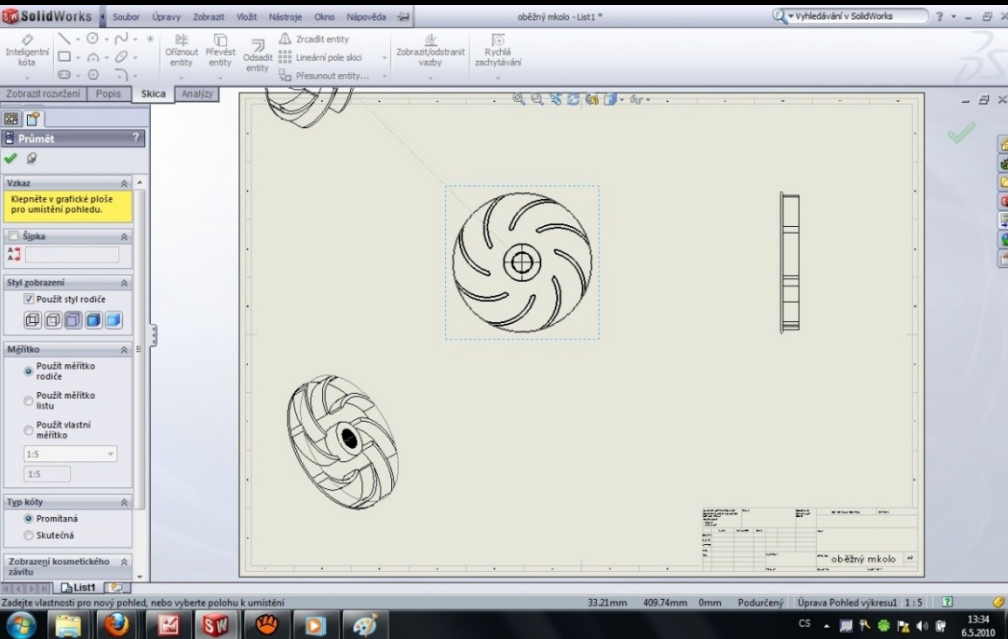 SolidWorks Soubor Úpravy Zobrazit Vložit Nástroje Okno Nápověda oběžný mkolo - List1 * Vyhledávání v SolidWorks ?
Inteligentní kóta
Oříznout entity
Převést entity
Odsadit entity
Zrcadlit entity
Lineární pole skici
Přesunout entity...
Zobrazit/odstranit vazby
Rychlá zachytávání
Zobrazit rozvržení Popis Skica Analýzy
Průmět ?
Vzkaz
Klepněte v grafické ploše
pro umístění pohledu.
Šipka
Styl zobrazení
Použít styl rodiče
Měřítko
Použít měřítko
rodiče
Použít měřítko
listu
Použít vlastní
měřítko
1:5
1:5
Typ kóty
Promítaná
Skutečná
Zobrazení kosmetického
závitu
oběžný mkolo
List1
Zadejte vlastnosti pro nový pohled, nebo vyberte polohu k umístění 33.21mm 409.74mm 0mm Podurčený Úprava Pohled výkresu1 1 : 5
CS 13:34
6.5.2010